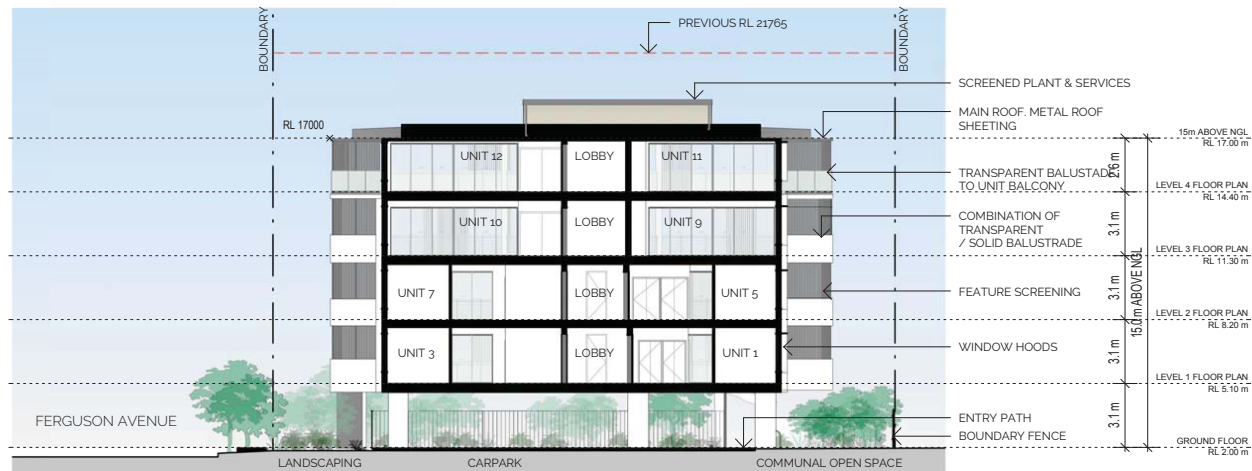 BOUNDARY
PREVIOUS RL 21765
BOUNDARY
SCREENED PLANT & SERVICES
RL 17000
MAIN ROOF. METAL ROOF
SHEETING
15m ABOVE NGL
RL 17.00 m
UNIT 12
LOBBY
UNIT 11
2.6 m
TRANSPARENT BALUSTADE
TO UNIT BALCONY
LEVEL 4 FLOOR PLAN
RL 14.40 m
UNIT 10
LOBBY
UNIT 9
COMBINATION OF
TRANSPARENT
/ SOLID BALUSTRADE
3.1 m
LEVEL 3 FLOOR PLAN
RL 11.30 m
UNIT 7
LOBBY
UNIT 5
FEATURE SCREENING
3.1 m
15.0 m ABOVE NGL
LEVEL 2 FLOOR PLAN
RL 8.20 m
UNIT 3
LOBBY
UNIT 1
WINDOW HOODS
3.1 m
LEVEL 1 FLOOR PLAN
RL 5.10 m
FERGUSON AVENUE
ENTRY PATH
3.1 m
BOUNDARY FENCE
GROUND FLOOR
RL 2.00 m
LANDSCAPING
CARPARK
COMMUNAL OPEN SPACE